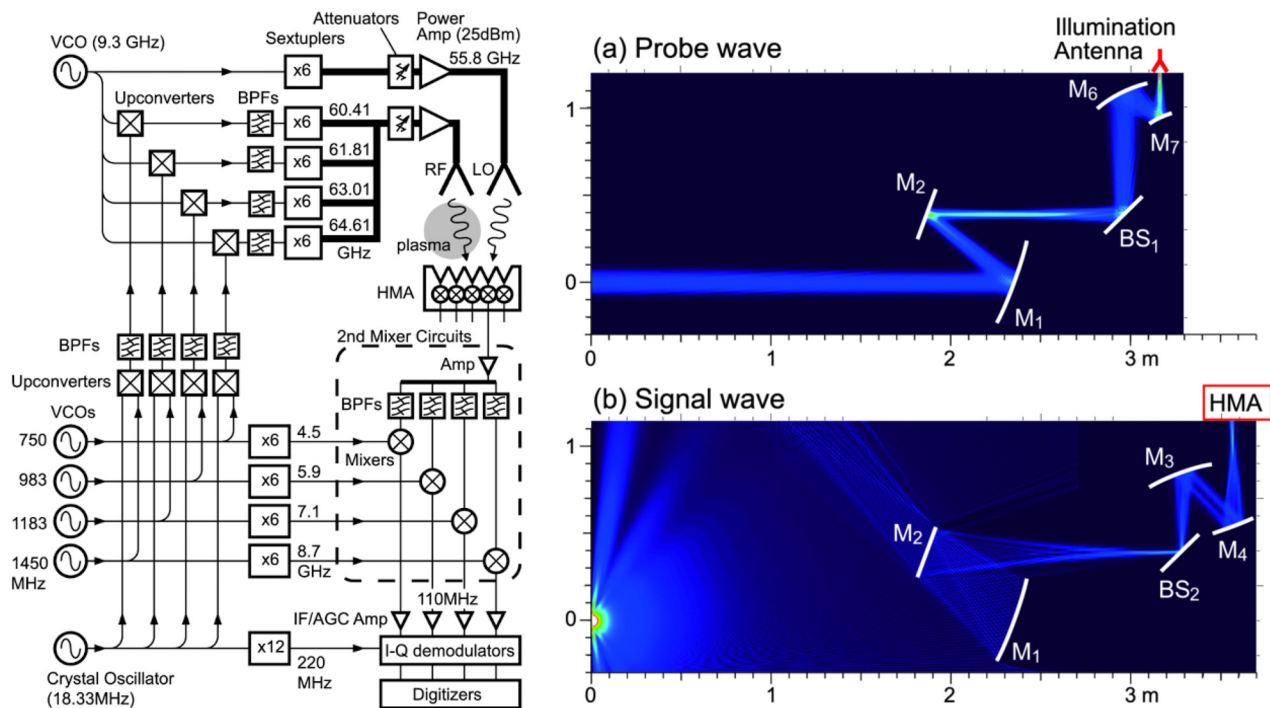 Attenuators
Power
Amp (25dBm)
VCO (9.3 GHz)
Sextuplers
55.8 GHz
x6
Upconverters
BPFs
x6
60.41
x6
61.81
x6
63.01
x6
64.61
GHz
RF
LO
plasma
HMA
2nd Mixer Circuits
Amp
BPFs
BPFs
Upconverters
VCOs
750
x6
4.5
Mixers
983
x6
5.9
1183
x6
7.1
1450
MHz
x6
8.7
GHz
110MHz
IF/AGC Amp
x12
220
MHz
I-Q demodulators
Crystal Oscillator
(18.33MHz)
Digitizers
(a) Probe wave
Illumination
Antenna
M6
M7
M2
BS1
M1
1
0
0
1
2
3 m
(b) Signal wave
HMA
M3
M4
M2
BS2
M1
1
0
0
1
2
3 m